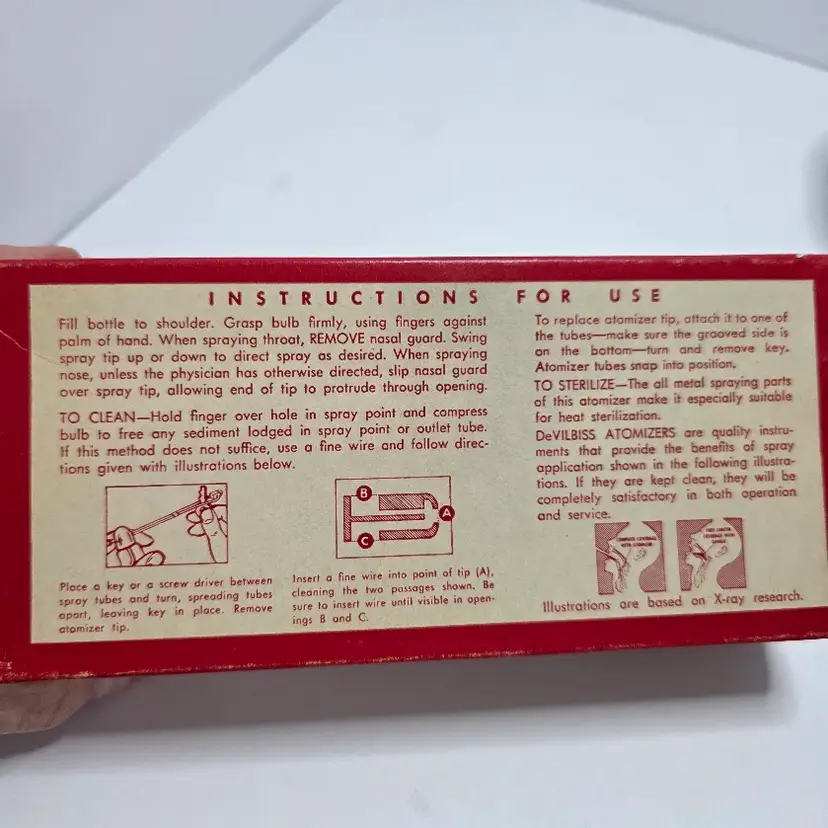 INSTRUCTIONS FOR USE
Fill bottle to shoulder. Grasp bulb firmly, using fingers against
palm of hand. When spraying throat, REMOVE nasal guard. Swing
spray tip up or down to direct spray as desired. When spraying
nose, unless the physician has otherwise directed, slip nasal guard
over spray tip, allowing end of tip to protrude through opening.
TO CLEAN—Hold finger over hole in spray point and compress
bulb to free any sediment lodged in spray point or outlet tube.
If this method does not suffice, use a fine wire and follow direc-
tions given with illustrations below.
Place a key or a screw driver between
spray tubes and turn, spreading tubes
apart, leaving key in place. Remove
atomizer tip.
B
A
C
Insert a fine wire into point of tip (A),
cleaning the two passages shown. Be
sure to insert wire until visible in open-
ings B and C.
To replace atomizer tip, attach it to one of
the tubes—make sure the grooved side is
on the bottom—turn and remove key.
Atomizer tubes snap into position.
TO STERILIZE—The all metal spraying parts
of this atomizer make it especially suitable
for heat sterilization.
DeVILBISS ATOMIZERS are quality instru-
ments that provide the benefits of spray
application shown in the following illustra-
tions. If they are kept clean, they will be
completely satisfactory in both operation
and service.
COMPLETE COVERAGE
WITH ATOMIZER
Illustrations are based on X-ray research.